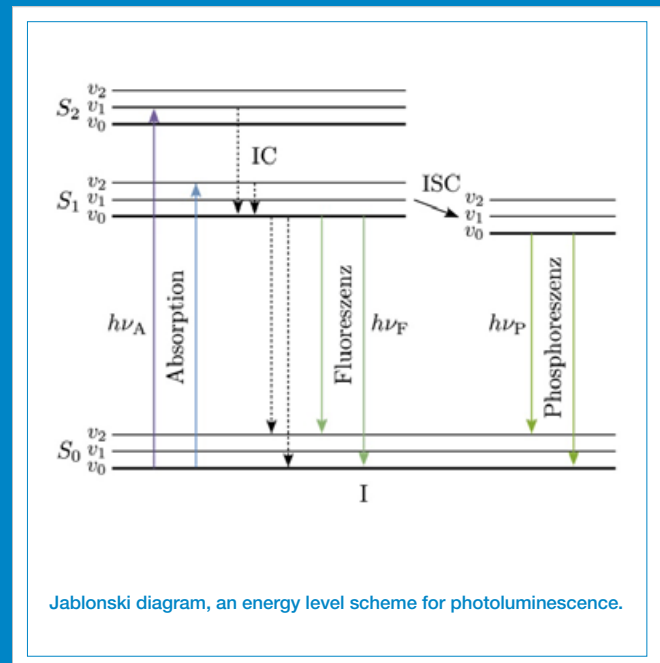 v2
S2 v1
v0
IC
v2
S1 v1
v0
ISC
v2
v1
v0
hνA
Absorption
Fluoreszenz
hνF
hνP
Phosphoreszenz
v2
S0 v1
v0
I
Jablonski diagram, an energy level scheme for photoluminescence.